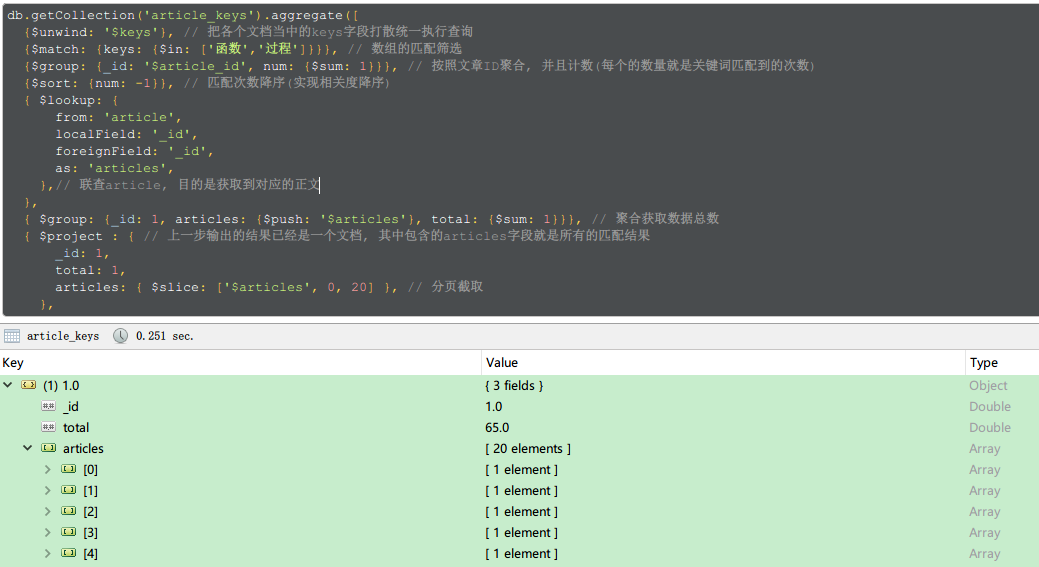 db.getCollection('article_keys').aggregate([
{$unwind: '$keys'}, // 把各个文档当中的keys字段打散统一执行查询
{$match: {keys: {$in: ['函数','过程']}}}, // 数组的匹配筛选
{$group: {_id: '$article_id', num: {$sum: 1}}}, // 按照文章ID聚合, 并且计数(每个的数量就是关键词匹配到的次数)
{$sort: {num: -1}}, // 匹配次数降序(实现相关度降序)
{ $lookup: {
from: 'article',
localField: '_id',
foreignField: '_id',
as: 'articles',
},// 联查article, 目的是获取到对应的正文
},
{ $group: {_id: 1, articles: {$push: '$articles'}, total: {$sum: 1}}}, // 聚合获取数据总数
{ $project : { // 上一步输出的结果已经是一个文档, 其中包含的articles字段就是所有的匹配结果
_id: 1,
total: 1,
articles: { $slice: ['$articles', 0, 20] }, // 分页截取
},
article_keys 0.251 sec.
Key Value Type
(1) 1.0 { 3 fields } Object
_id 1.0 Double
total 65.0 Double
articles [ 20 elements ] Array
[0] [ 1 element ] Array
[1] [ 1 element ] Array
[2] [ 1 element ] Array
[3] [ 1 element ] Array
[4] [ 1 element ] Array